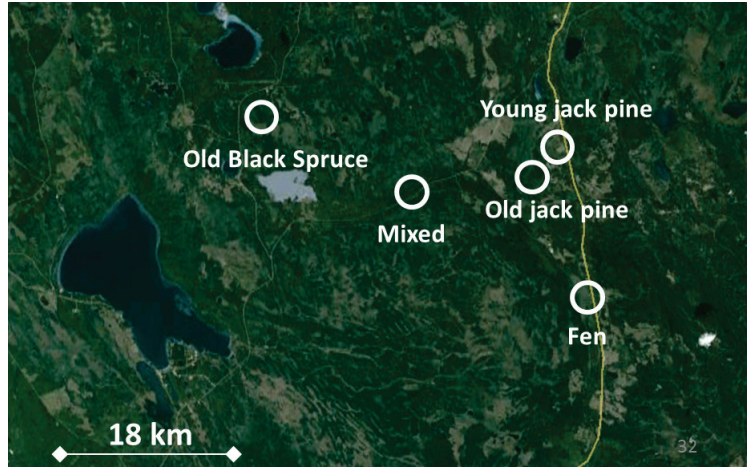 Young jack pine
Old Black Spruce
Old jack pine
Mixed
Fen
18 km
32